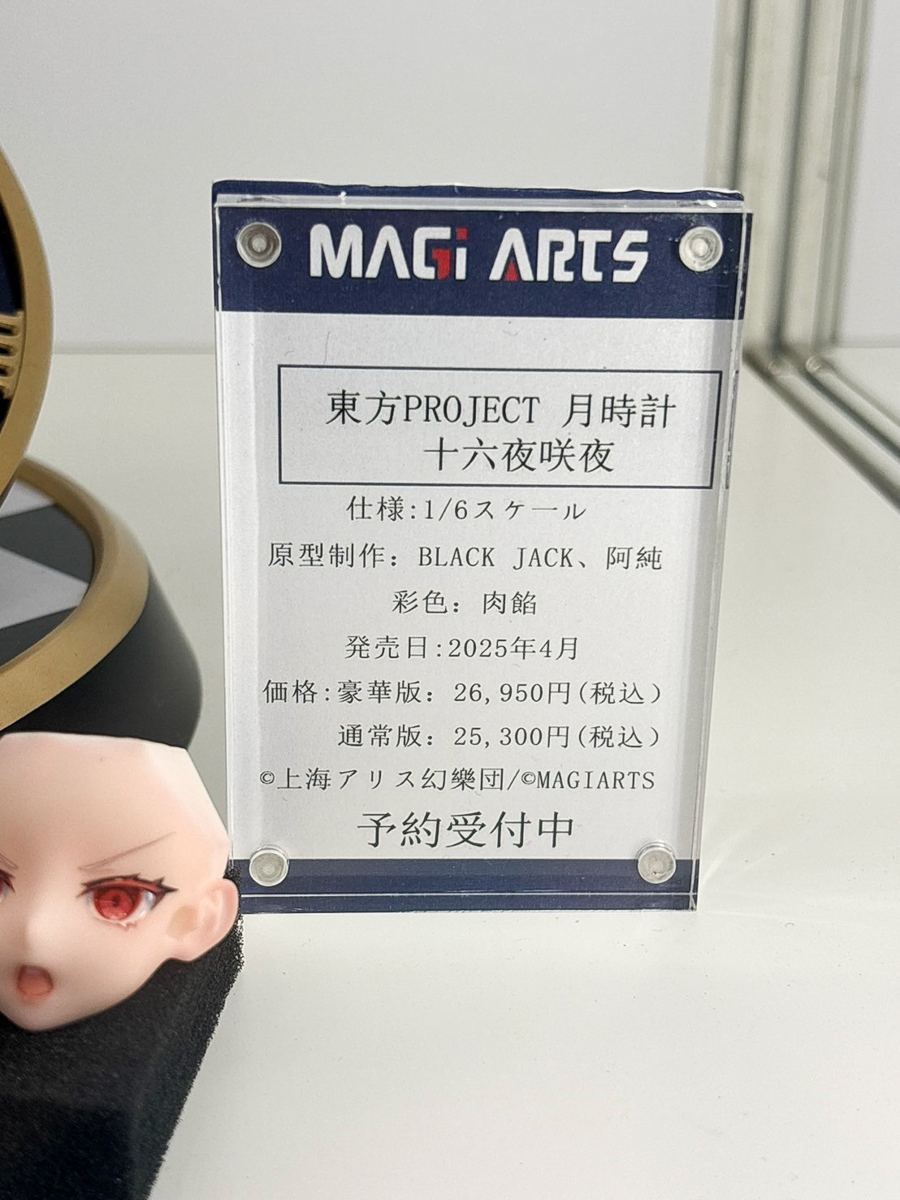 MAGi ARTS
東方PROJECT 月時計
十六夜咲夜
仕様:1/6スケール
原型制作: BLACK JACK、阿純
彩色: 肉餡
発売日:2025年4月
価格:豪華版: 26,950円(税込)
通常版: 25,300円(税込)
©上海アリス幻樂団/©MAGIARTS
予約受付中